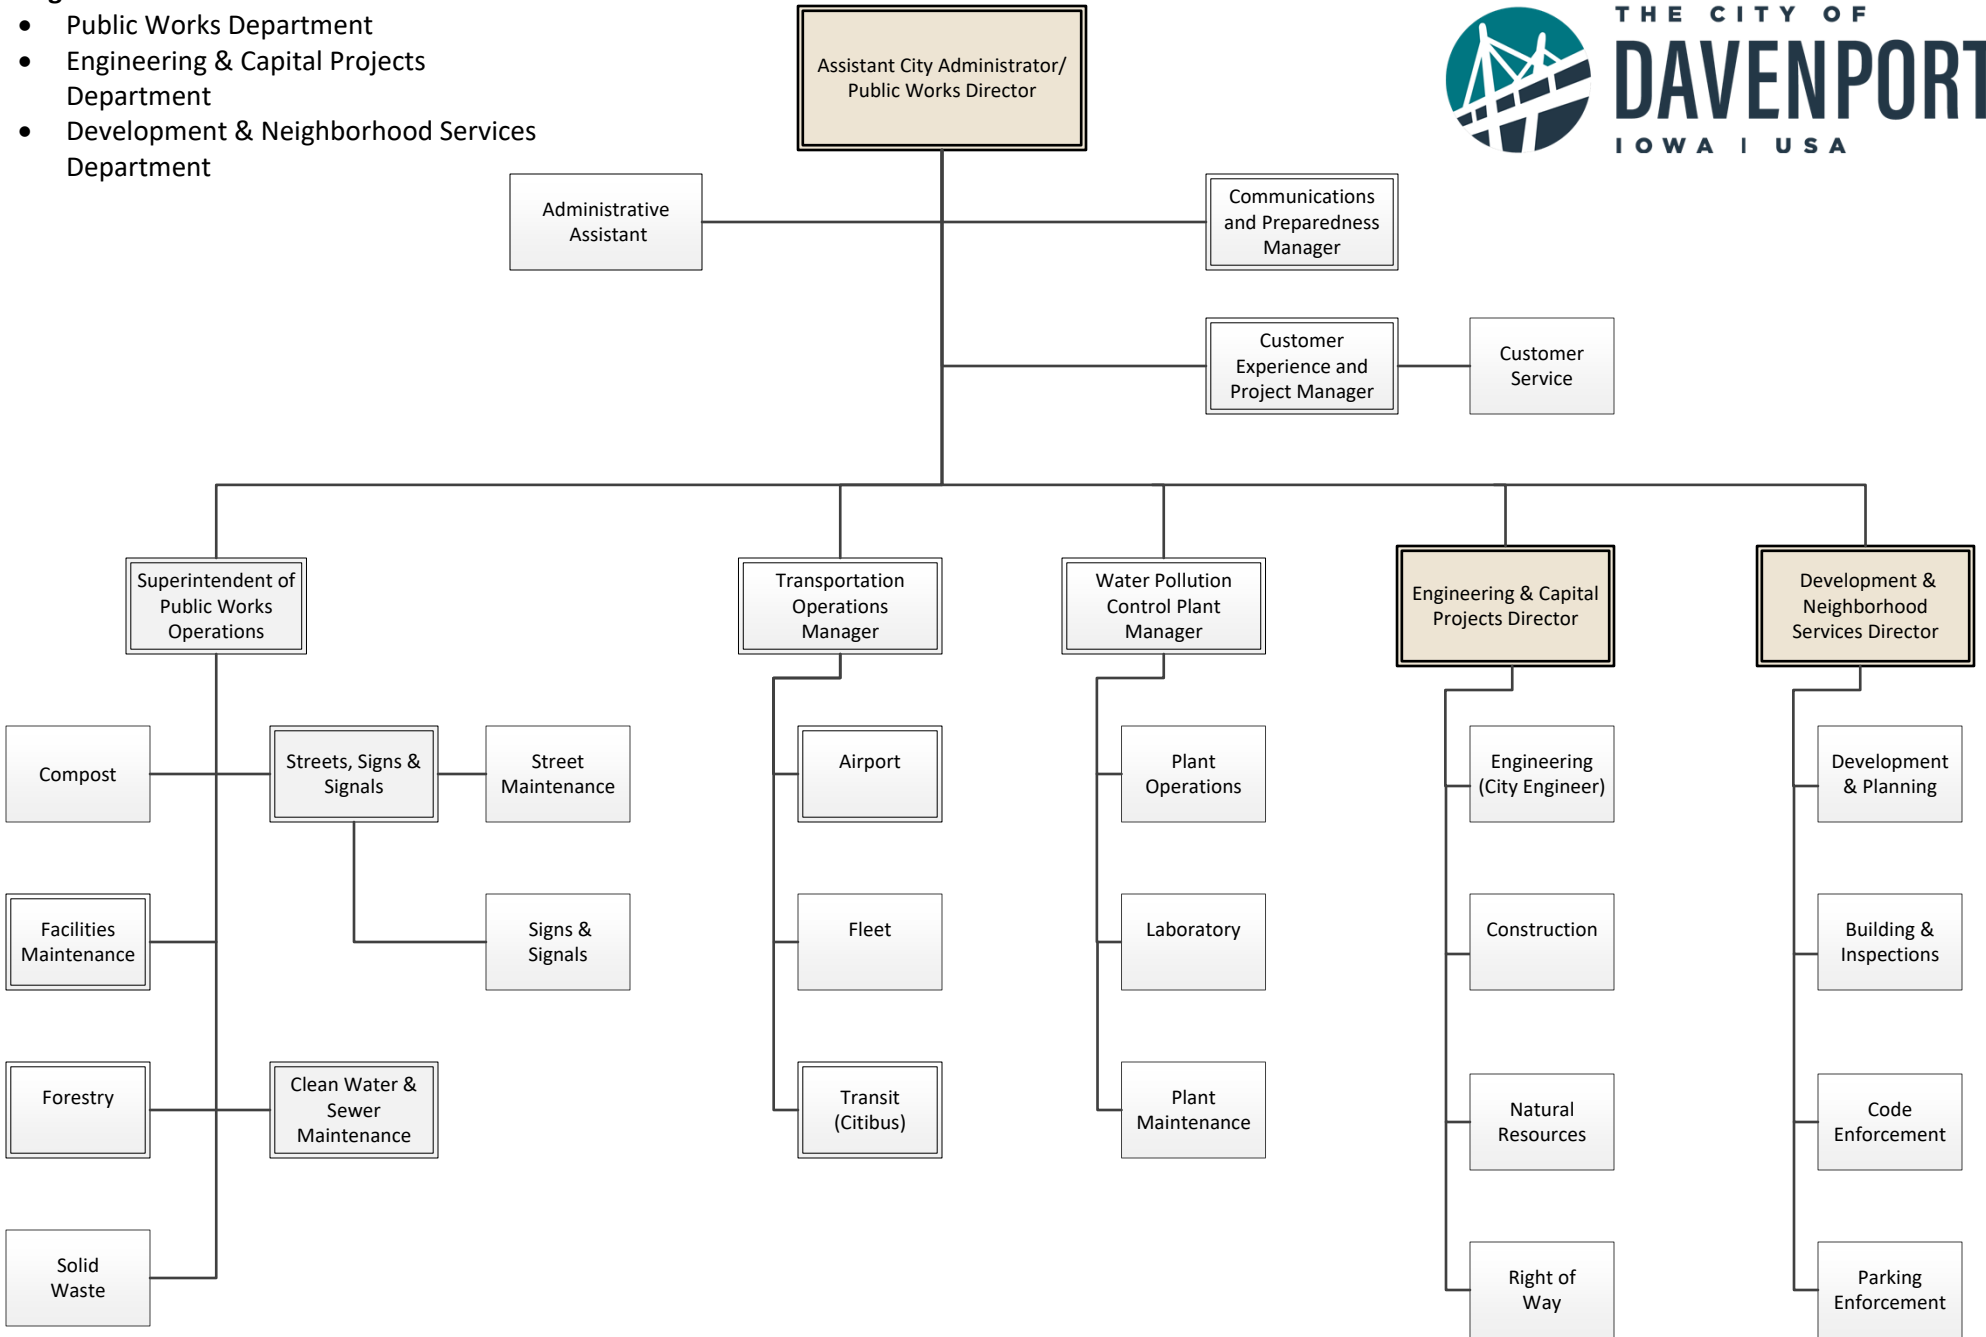 • Public Works Department
• Engineering & Capital Projects
Department
• Development & Neighborhood Services
Department
THE CITY OF
DAVENPORT
IOWA | USA
Assistant City Administrator/
Public Works Director
Administrative
Assistant
Communications
and Preparedness
Manager
Customer
Experience and
Project Manager
Customer
Service
Superintendent of
Public Works
Operations
Transportation
Operations
Manager
Water Pollution
Control Plant
Manager
Engineering & Capital
Projects Director
Development &
Neighborhood
Services Director
Compost
Streets, Signs &
Signals
Street
Maintenance
Airport
Plant
Operations
Engineering
(City Engineer)
Development
& Planning
Facilities
Maintenance
Signs &
Signals
Fleet
Laboratory
Construction
Building &
Inspections
Forestry
Clean Water &
Sewer
Maintenance
Transit
(Citibus)
Plant
Maintenance
Natural
Resources
Code
Enforcement
Solid
Waste
Right of
Way
Parking
Enforcement